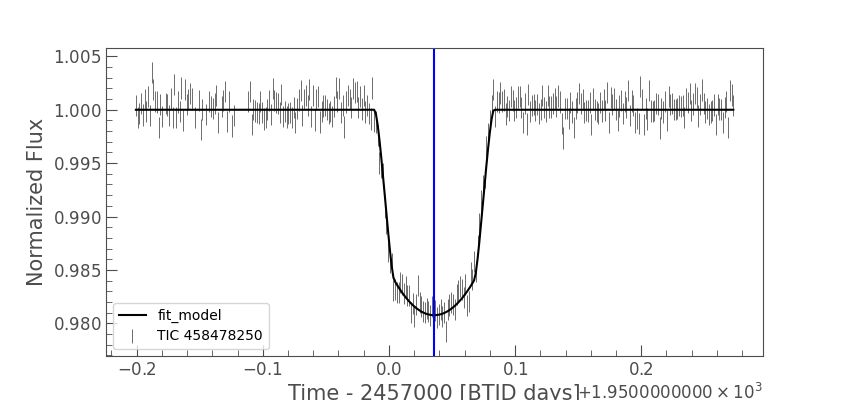 1.005
1.000
0.995
0.990
0.985
0.980
Normalized Flux
fit_model
TIC 458478250
−0.2 −0.1 0.0 0.1 0.2
Time - 2457000 [BTJD days]
+1.9500000000 × 10³